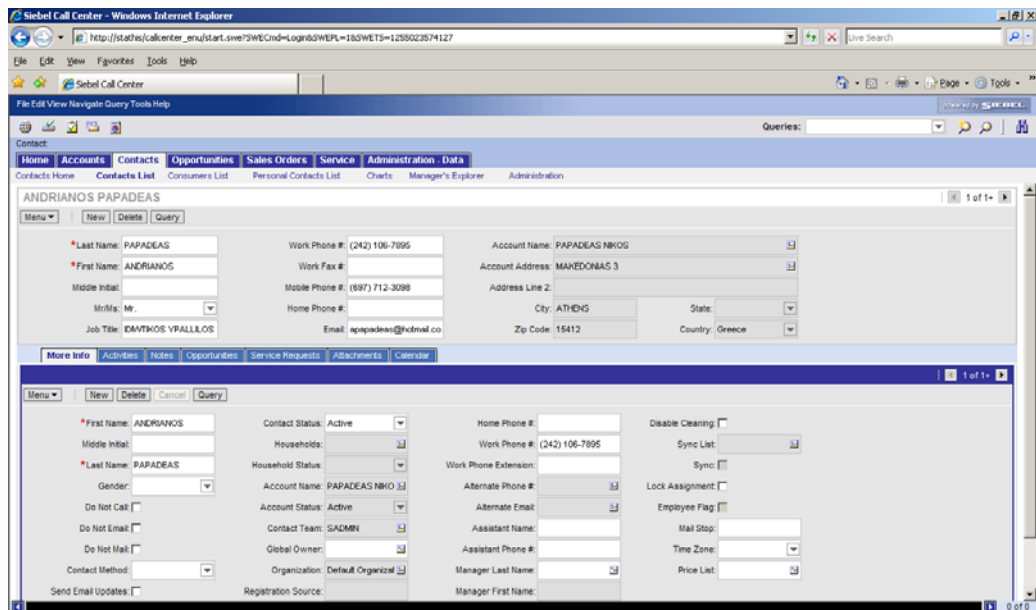 Siebel Call Center - Windows Internet Explorer
http://stathis/callcenter_enu/start.swe?SWECmd=Login&SWEPL=1&SWETS=1255023574127
Live Search
File Edit View Favorites Tools Help
Siebel Call Center
Page Tools
File Edit View Navigate Query Tools Help
powered by SIEBEL
Queries:
Contact:
Home Accounts Contacts Opportunities Sales Orders Service Administration - Data
Contacts Home Contacts List Consumers List Personal Contacts List Charts Manager's Explorer Administration
ANDRIANOS PAPADEAS 1 of 1+
Menu New Delete Query
*Last Name: PAPADEAS Work Phone #: (242) 106-7895 Account Name: PAPADEAS NIKOS
*First Name: ANDRIANOS Work Fax #: Account Address: MAKEDONIAS 3
Middle Initial: Mobile Phone #: (697) 712-3098 Address Line 2:
Mr/Ms: Mr. Home Phone #: City: ATHENS State:
Job Title: IDIWTIKOS YPALLILOS Email: apapadeas@hotmail.co Zip Code: 15412 Country: Greece
More Info Activities Notes Opportunities Service Requests Attachments Calendar
1 of 1+
Menu New Delete Cancel Query
*First Name: ANDRIANOS Contact Status: Active Home Phone #: Disable Cleaning:
Middle Initial: Households: Work Phone #: (242) 106-7895 Sync List:
*Last Name: PAPADEAS Household Status: Work Phone Extension: Sync:
Gender: Account Name: PAPADEAS NIKO Alternate Phone #: Lock Assignment:
Do Not Call: Account Status: Active Alternate Email: Employee Flag:
Do Not Email: Contact Team: SADMIN Assistant Name: Mail Stop:
Do Not Mail: Global Owner: Assistant Phone #: Time Zone:
Contact Method: Organization: Default Organizat Manager Last Name: Price List:
Send Email Updates: Registration Source: Manager First Name:
0 of 0